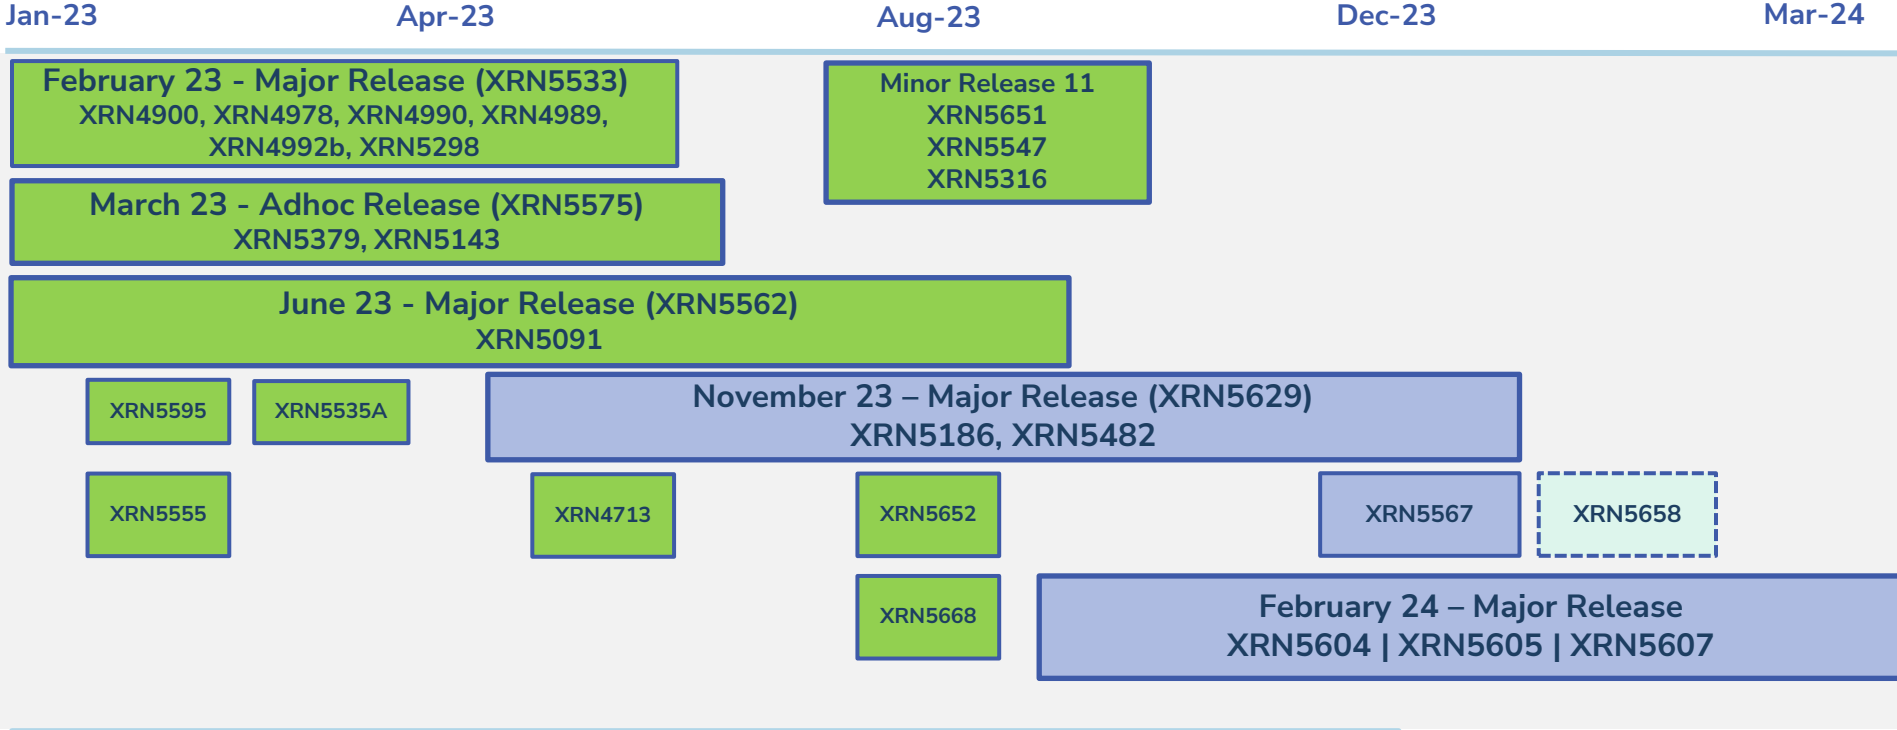 Jan-23 Apr-23 Aug-23 Dec-23 Mar-24
February 23 - Major Release (XRN5533)
XRN4900, XRN4978, XRN4990, XRN4989,
XRN4992b, XRN5298
Minor Release 11
XRN5651
XRN5547
XRN5316
March 23 - Adhoc Release (XRN5575)
XRN5379, XRN5143
June 23 - Major Release (XRN5562)
XRN5091
XRN5595
XRN5535A
November 23 – Major Release (XRN5629)
XRN5186, XRN5482
XRN5555
XRN4713
XRN5652
XRN5567
XRN5658
XRN5668
February 24 – Major Release
XRN5604 | XRN5605 | XRN5607